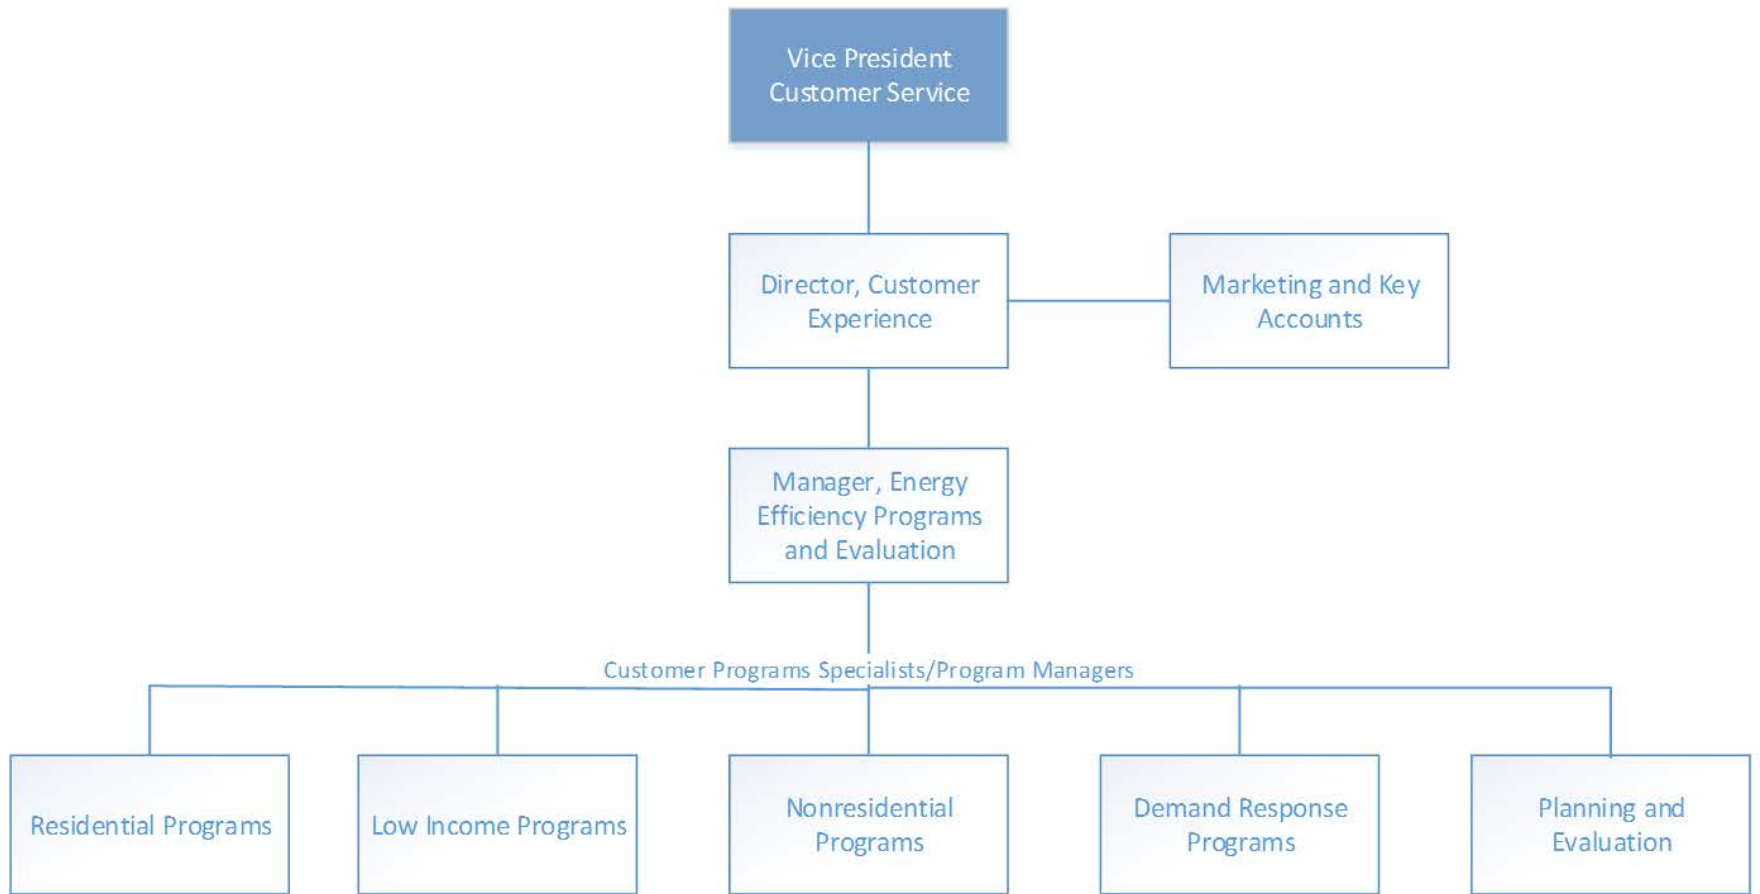 Vice President
Customer Service
Director, Customer
Experience
Marketing and Key
Accounts
Manager, Energy
Efficiency Programs
and Evaluation
Customer Programs Specialists/Program Managers
Residential Programs
Low Income Programs
Nonresidential
Programs
Demand Response
Programs
Planning and
Evaluation